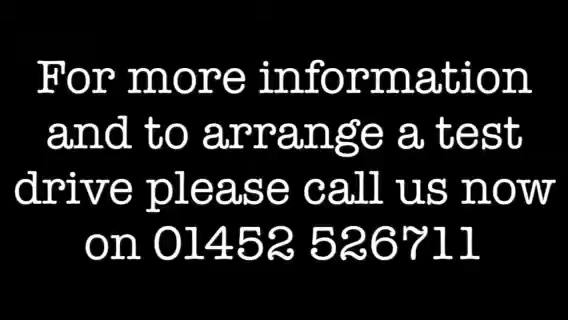 For more information
and to arrange a test
drive please call us now
on 01452 526711